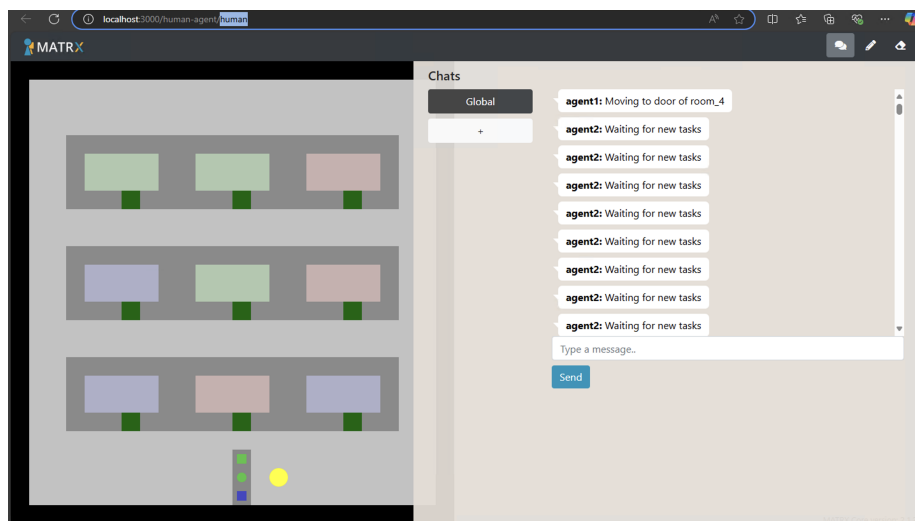 localhost:3000/human-agent/human
MATRX
Chats
Global
+
agent1: Moving to door of room_4
agent2: Waiting for new tasks
agent2: Waiting for new tasks
agent2: Waiting for new tasks
agent2: Waiting for new tasks
agent2: Waiting for new tasks
agent2: Waiting for new tasks
agent2: Waiting for new tasks
agent2: Waiting for new tasks
Type a message..
Send